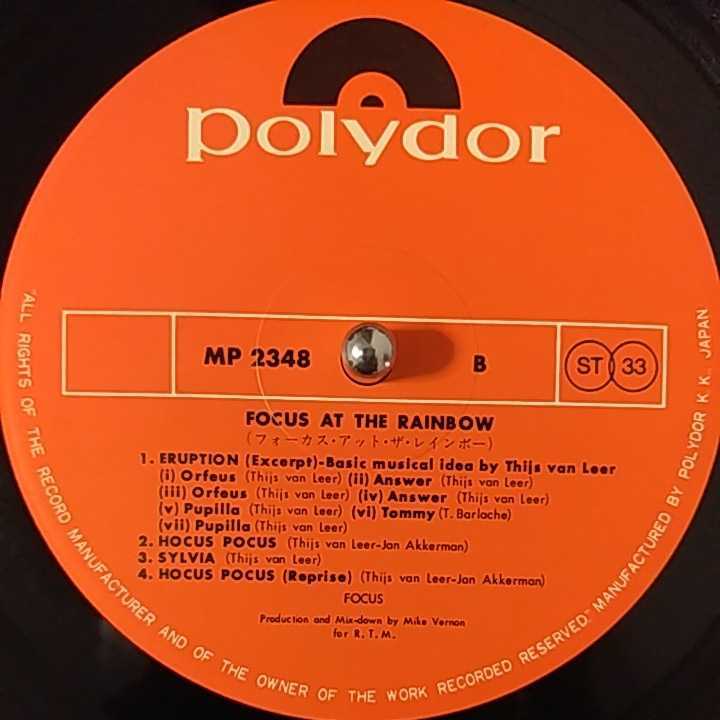 polydor
MP 2348 B ST 33
FOCUS AT THE RAINBOW
(フォーカス・アット・ザ・レインボー)
1. ERUPTION (Excerpt)-Basic musical idea by Thijs van Leer
(i) Orfeus (Thijs van Leer) (ii) Answer (Thijs van Leer)
(iii) Orfeus (Thijs van Leer) (iv) Answer (Thijs van Leer)
(v) Pupilla (Thijs van Leer) (vi) Tommy (T. Barlache)
(vii) Pupilla (Thijs van Leer)
2. HOCUS POCUS (Thijs van Leer-Jan Akkerman)
3. SYLVIA (Thijs van Leer)
4. HOCUS POCUS (Reprise) (Thijs van Leer-Jan Akkerman)
FOCUS
Production and Mix-down by Mike Vernon
for R. T. M.
"ALL RIGHTS OF THE RECORD MANUFACTURER AND OF THE OWNER OF THE WORK RECORDED RESERVED." MANUFACTURED BY POLYDOR K. K., JAPAN